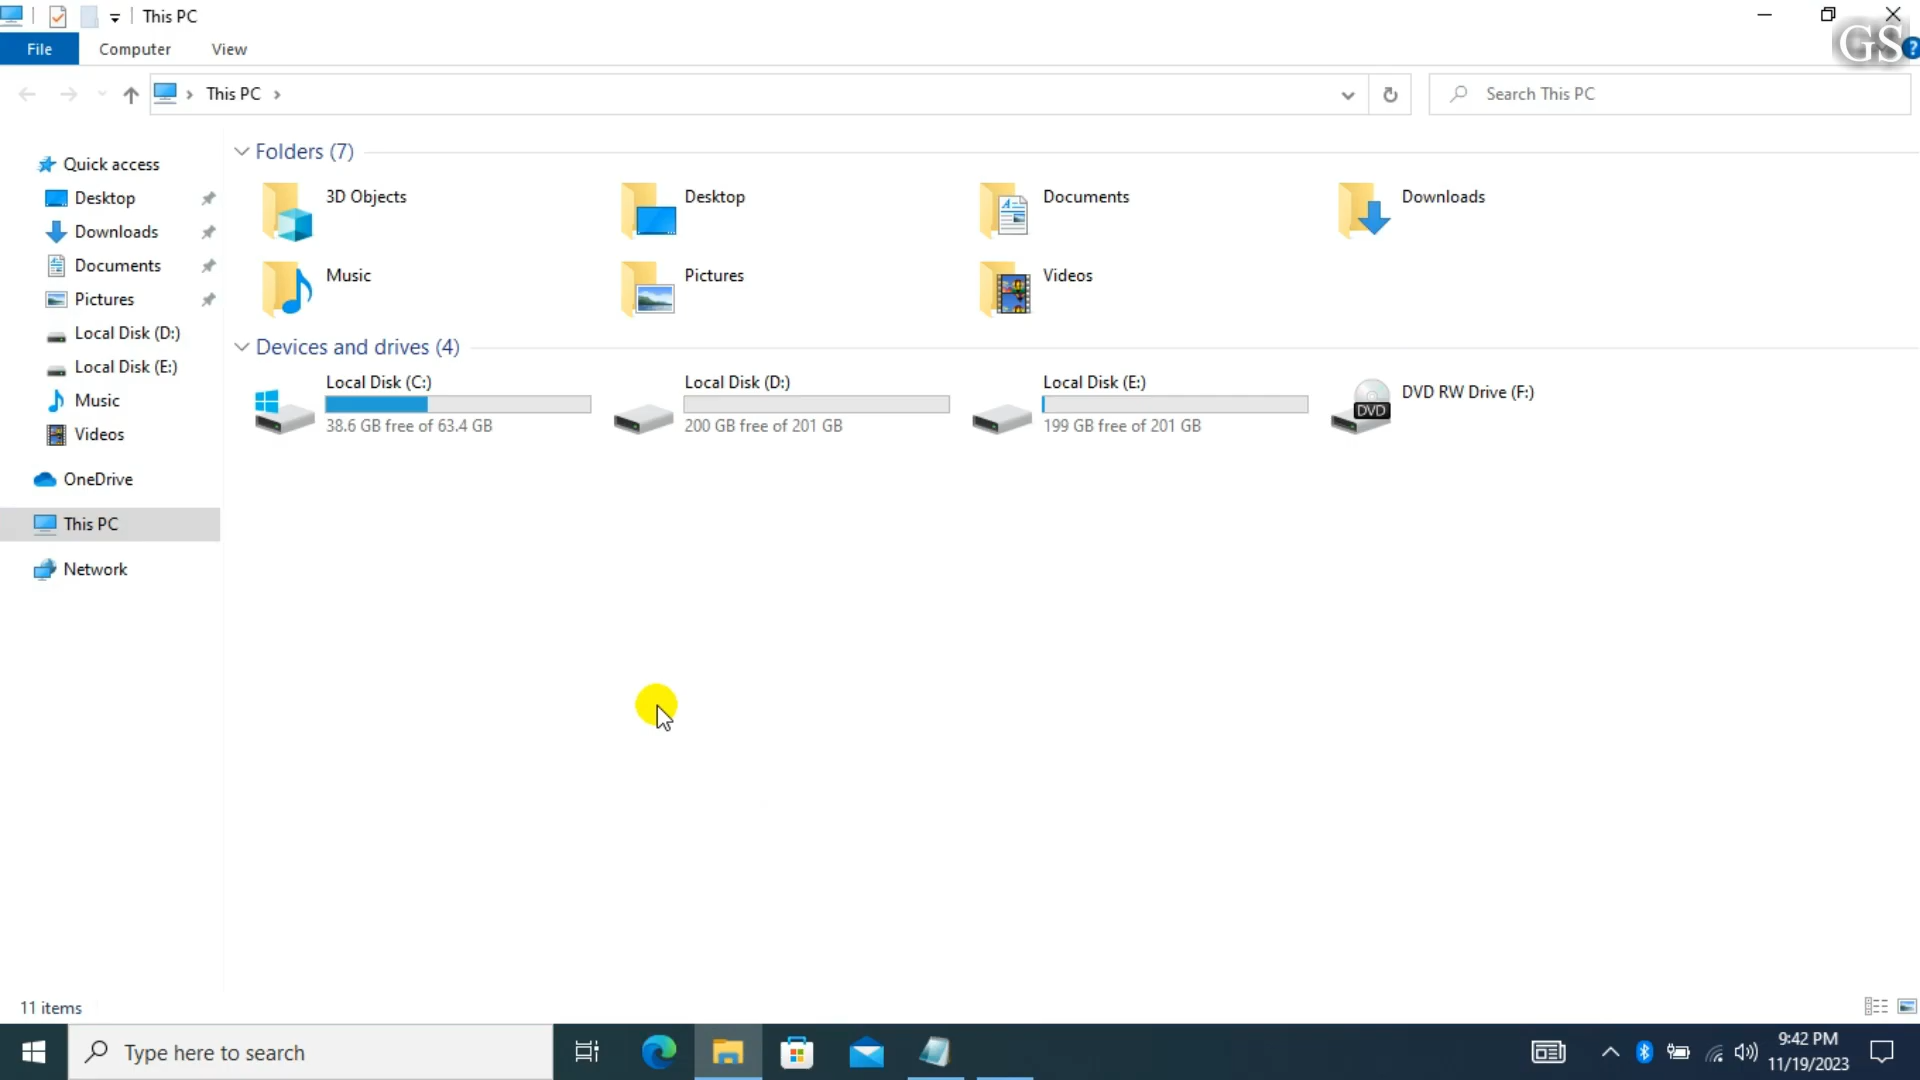 This PC
File Computer View
This PC
Search This PC
GS
?
Quick access
Desktop
Downloads
Documents
Pictures
Local Disk (D:)
Local Disk (E:)
Music
Videos
OneDrive
This PC
Network
Folders (7)
3D Objects
Desktop
Documents
Downloads
Music
Pictures
Videos
Devices and drives (4)
Local Disk (C:)
38.6 GB free of 63.4 GB
Local Disk (D:)
200 GB free of 201 GB
Local Disk (E:)
199 GB free of 201 GB
DVD RW Drive (F:)
DVD
11 items
Type here to search
9:42 PM
11/19/2023